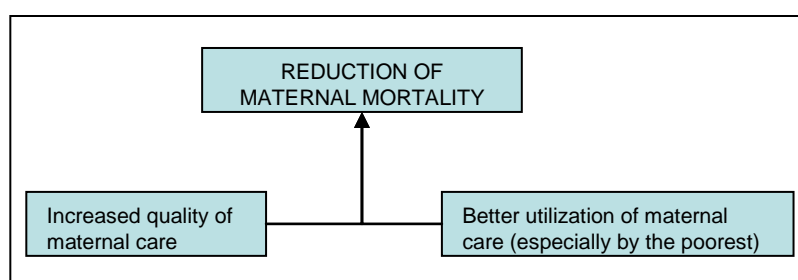 REDUCTION OF
MATERNAL MORTALITY
Increased quality of
maternal care
Better utilization of maternal
care (especially by the poorest)